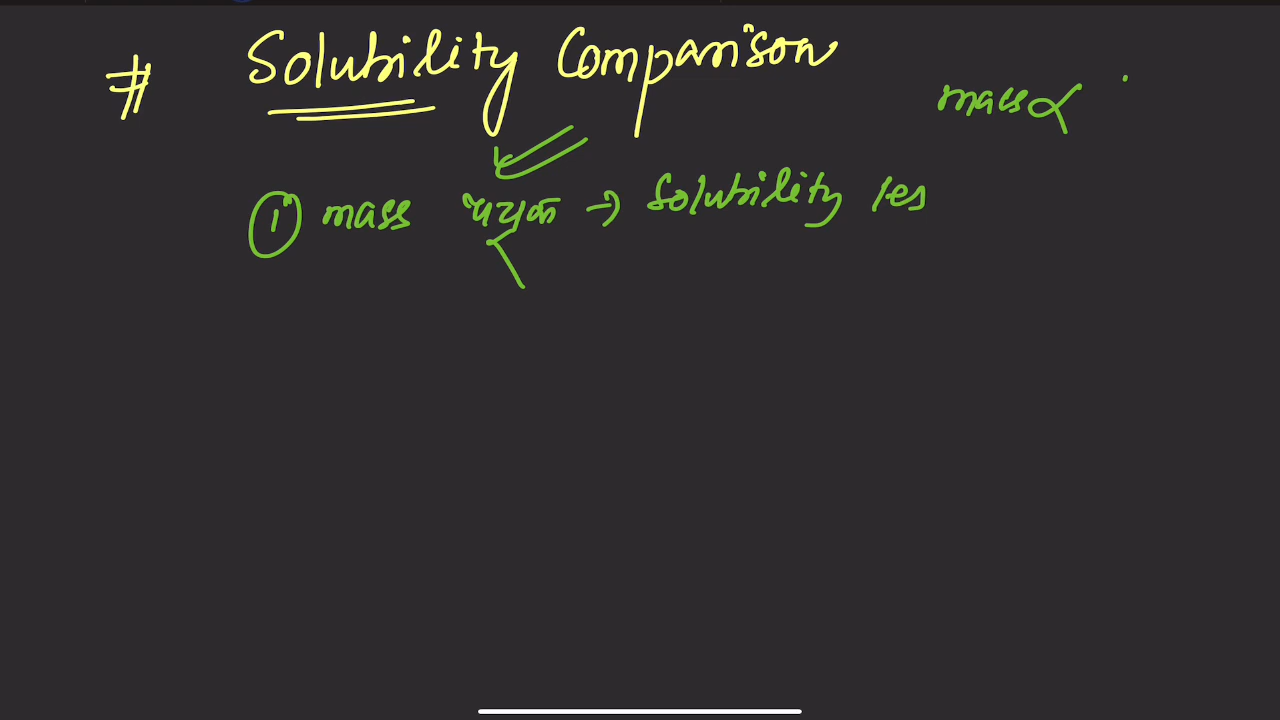 # Solubility Comparison
mass ∝
① mass → Solubility les